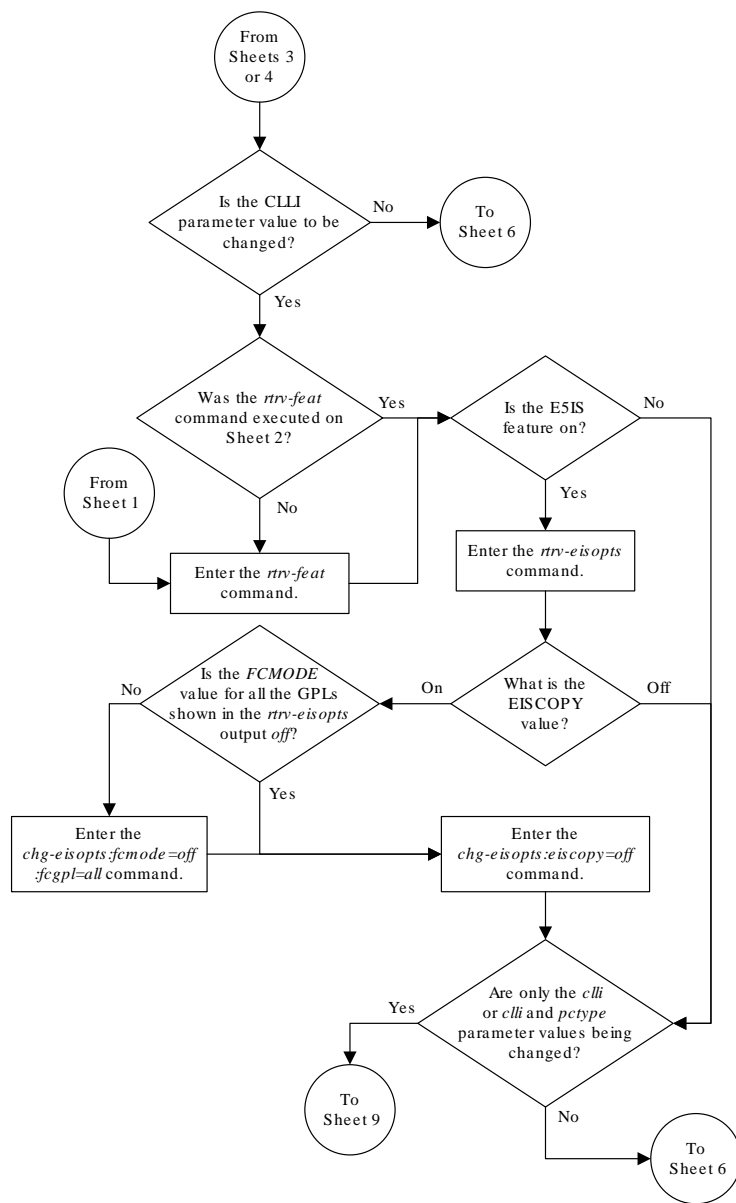 From
Sheets 3
or 4
Is the CLLI
parameter value to be
changed?
No
To
Sheet 6
Yes
Was the rtrv-feat
command executed on
Sheet 2?
Yes
Is the E5IS
feature on?
No
From
Sheet 1
No
Yes
Enter the rtrv-feat
command.
Enter the rtrv-eisopts
command.
Is the FCMODE
value for all the GPLs
shown in the rtrv-eisopts
output off?
No
On
What is the
EISCOPY
value?
Off
Yes
Enter the
chg-eisopts:fcmode=off
:fcgpl=all command.
Enter the
chg-eisopts:eiscopy=off
command.
Are only the clli
or clli and pctype
parameter values being
changed?
Yes
To
Sheet 9
No
To
Sheet 6